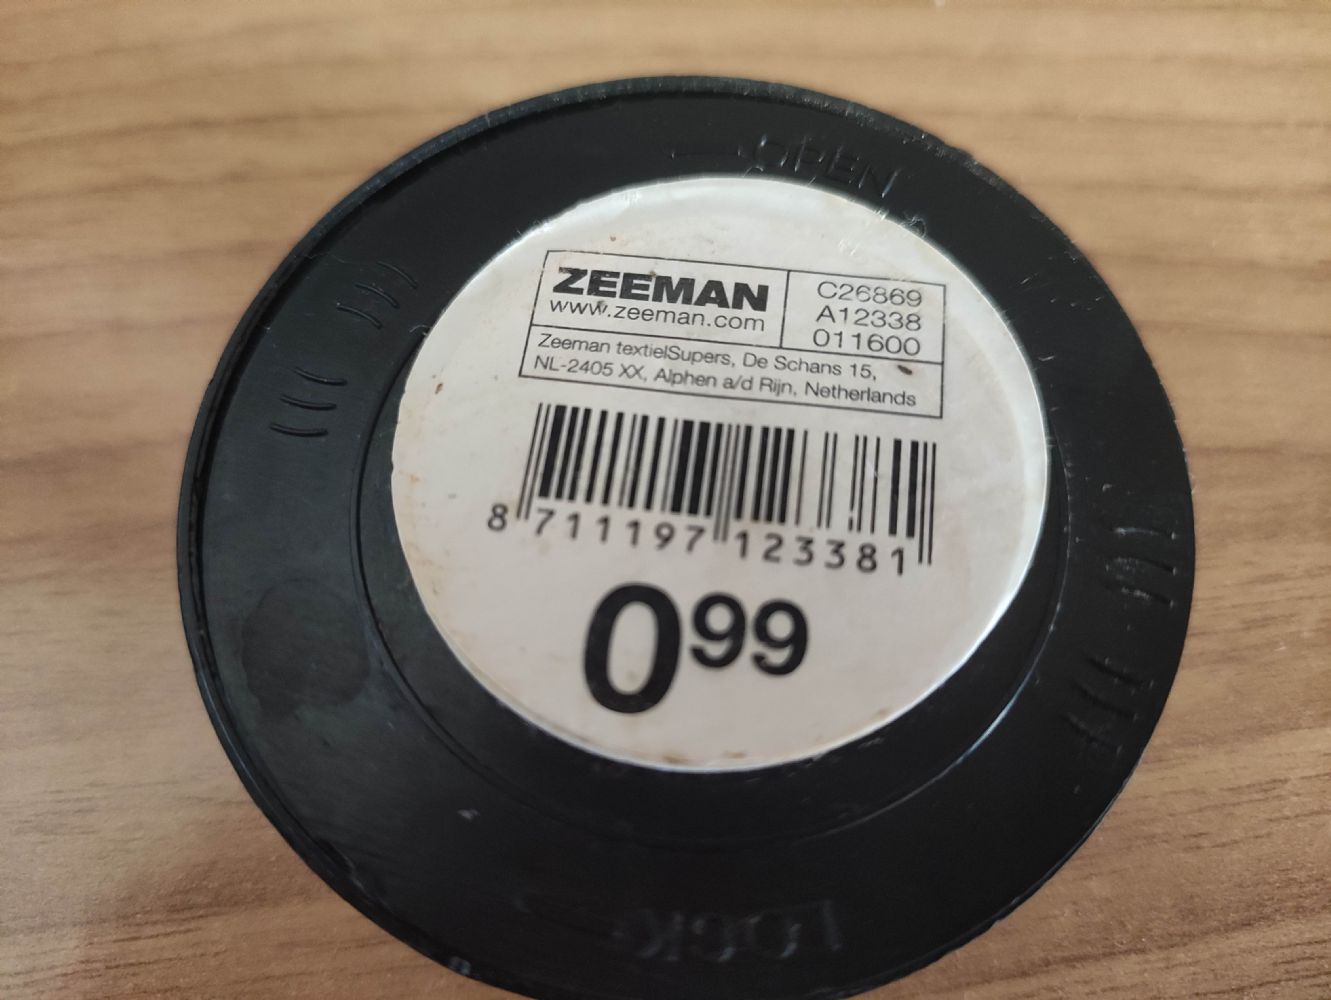 OPEN
ZEEMAN
www.zeeman.com
C26869
A12338
011600
Zeeman textielSupers, De Schans 15,
NL-2405 XX, Alphen a/d Rijn, Netherlands
8 711197 123381
0⁹⁹
LOCK